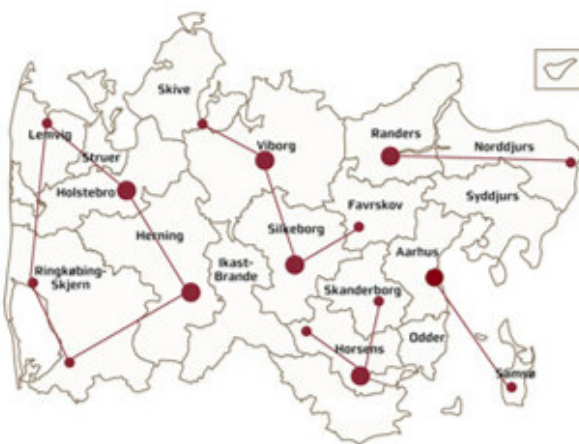 Skive
Lemvig
Struer
Viborg
Randers
Norddjurs
Holstebro
Syddjurs
Favrskov
Silkeborg
Herning
Aarhus
Ikast-
Brande
Ringkøbing-
Skjern
Skanderborg
Horsens
Odder
Samsø